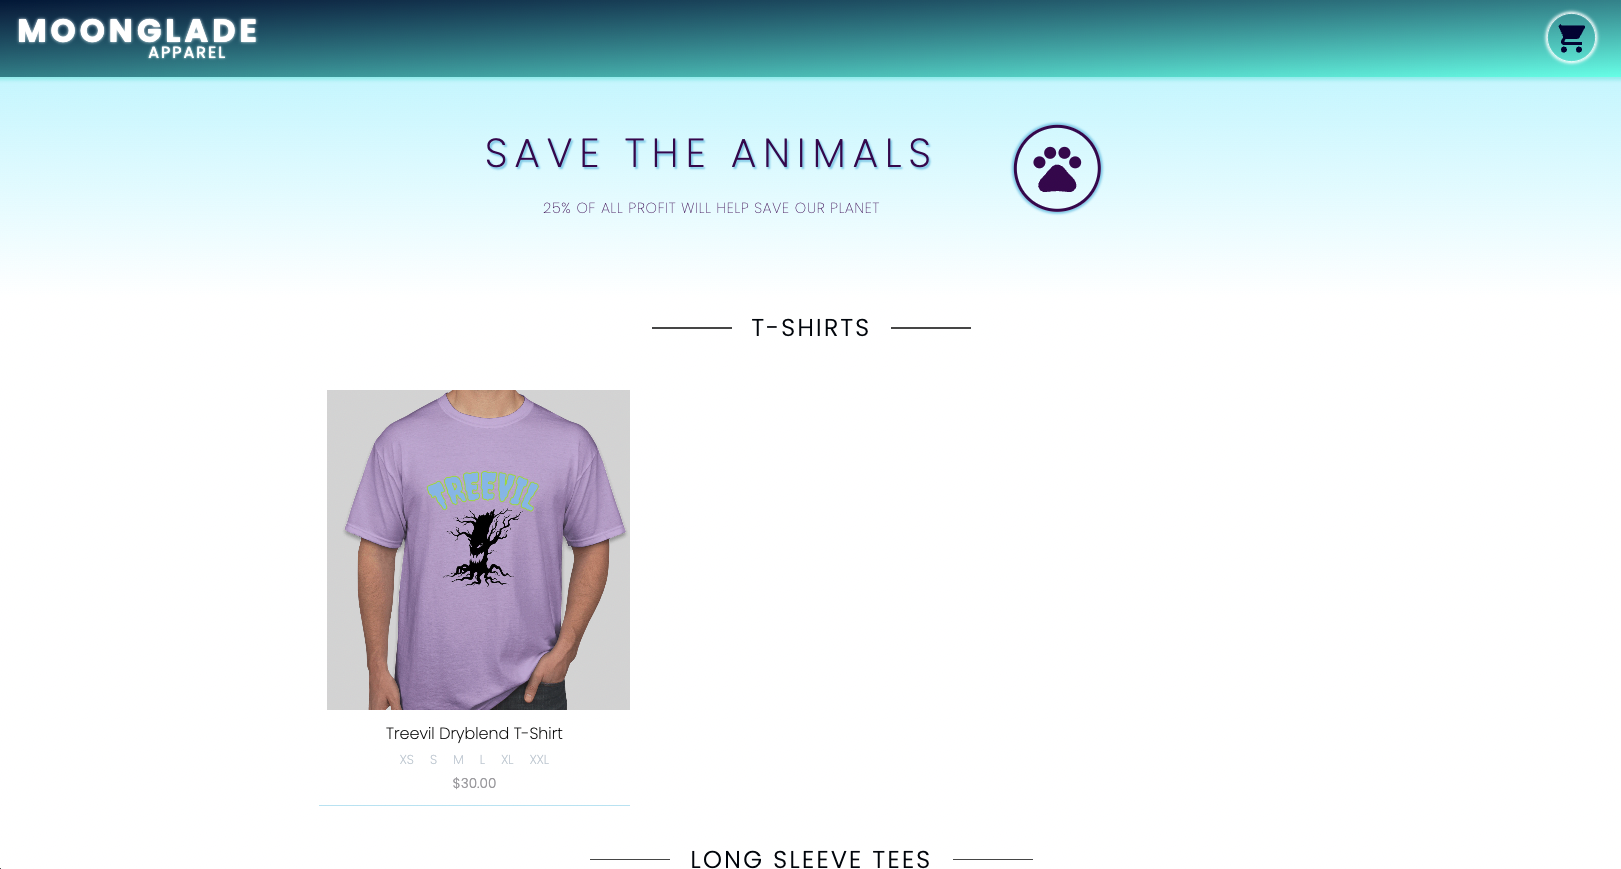 MOONGLADE
APPAREL
SAVE THE ANIMALS
25% OF ALL PROFIT WILL HELP SAVE OUR PLANET
T-SHIRTS
TREEVIL
Treevil Dryblend T-Shirt
XS S M L XL XXL
$30.00
LONG SLEEVE TEES